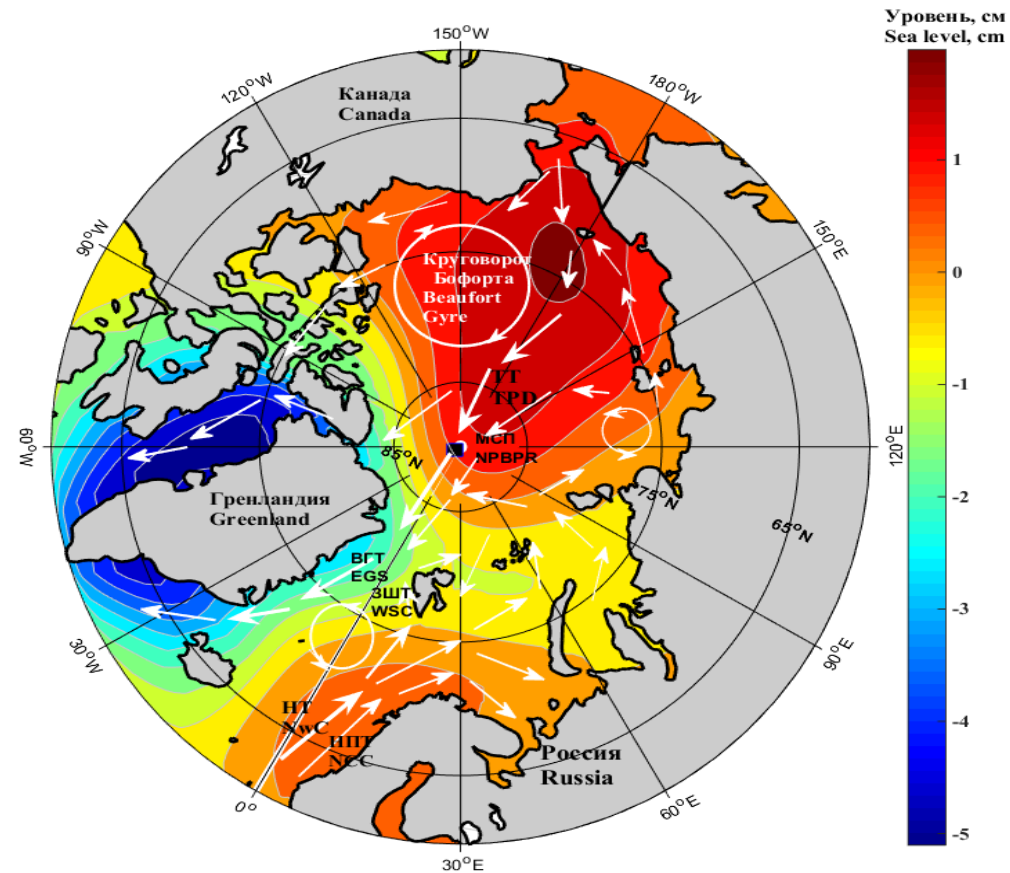 Уровень, см
Sea level, cm
150°W
180°W
120°W
Канада
Canada
1
150°E
90°W
0
Круговорот
Бофорта
Beaufort
Gyre
ТТ
TPD
-1
60°W
85°N
МСП
NPBPR
120°E
75°N
Гренландия
Greenland
65°N
-2
ВГТ
EGS
ЗШТ
WSC
-3
30°W
90°E
НТ
NwC
НПТ
NCC
Россия
Russia
-4
0°
60°E
-5
30°E